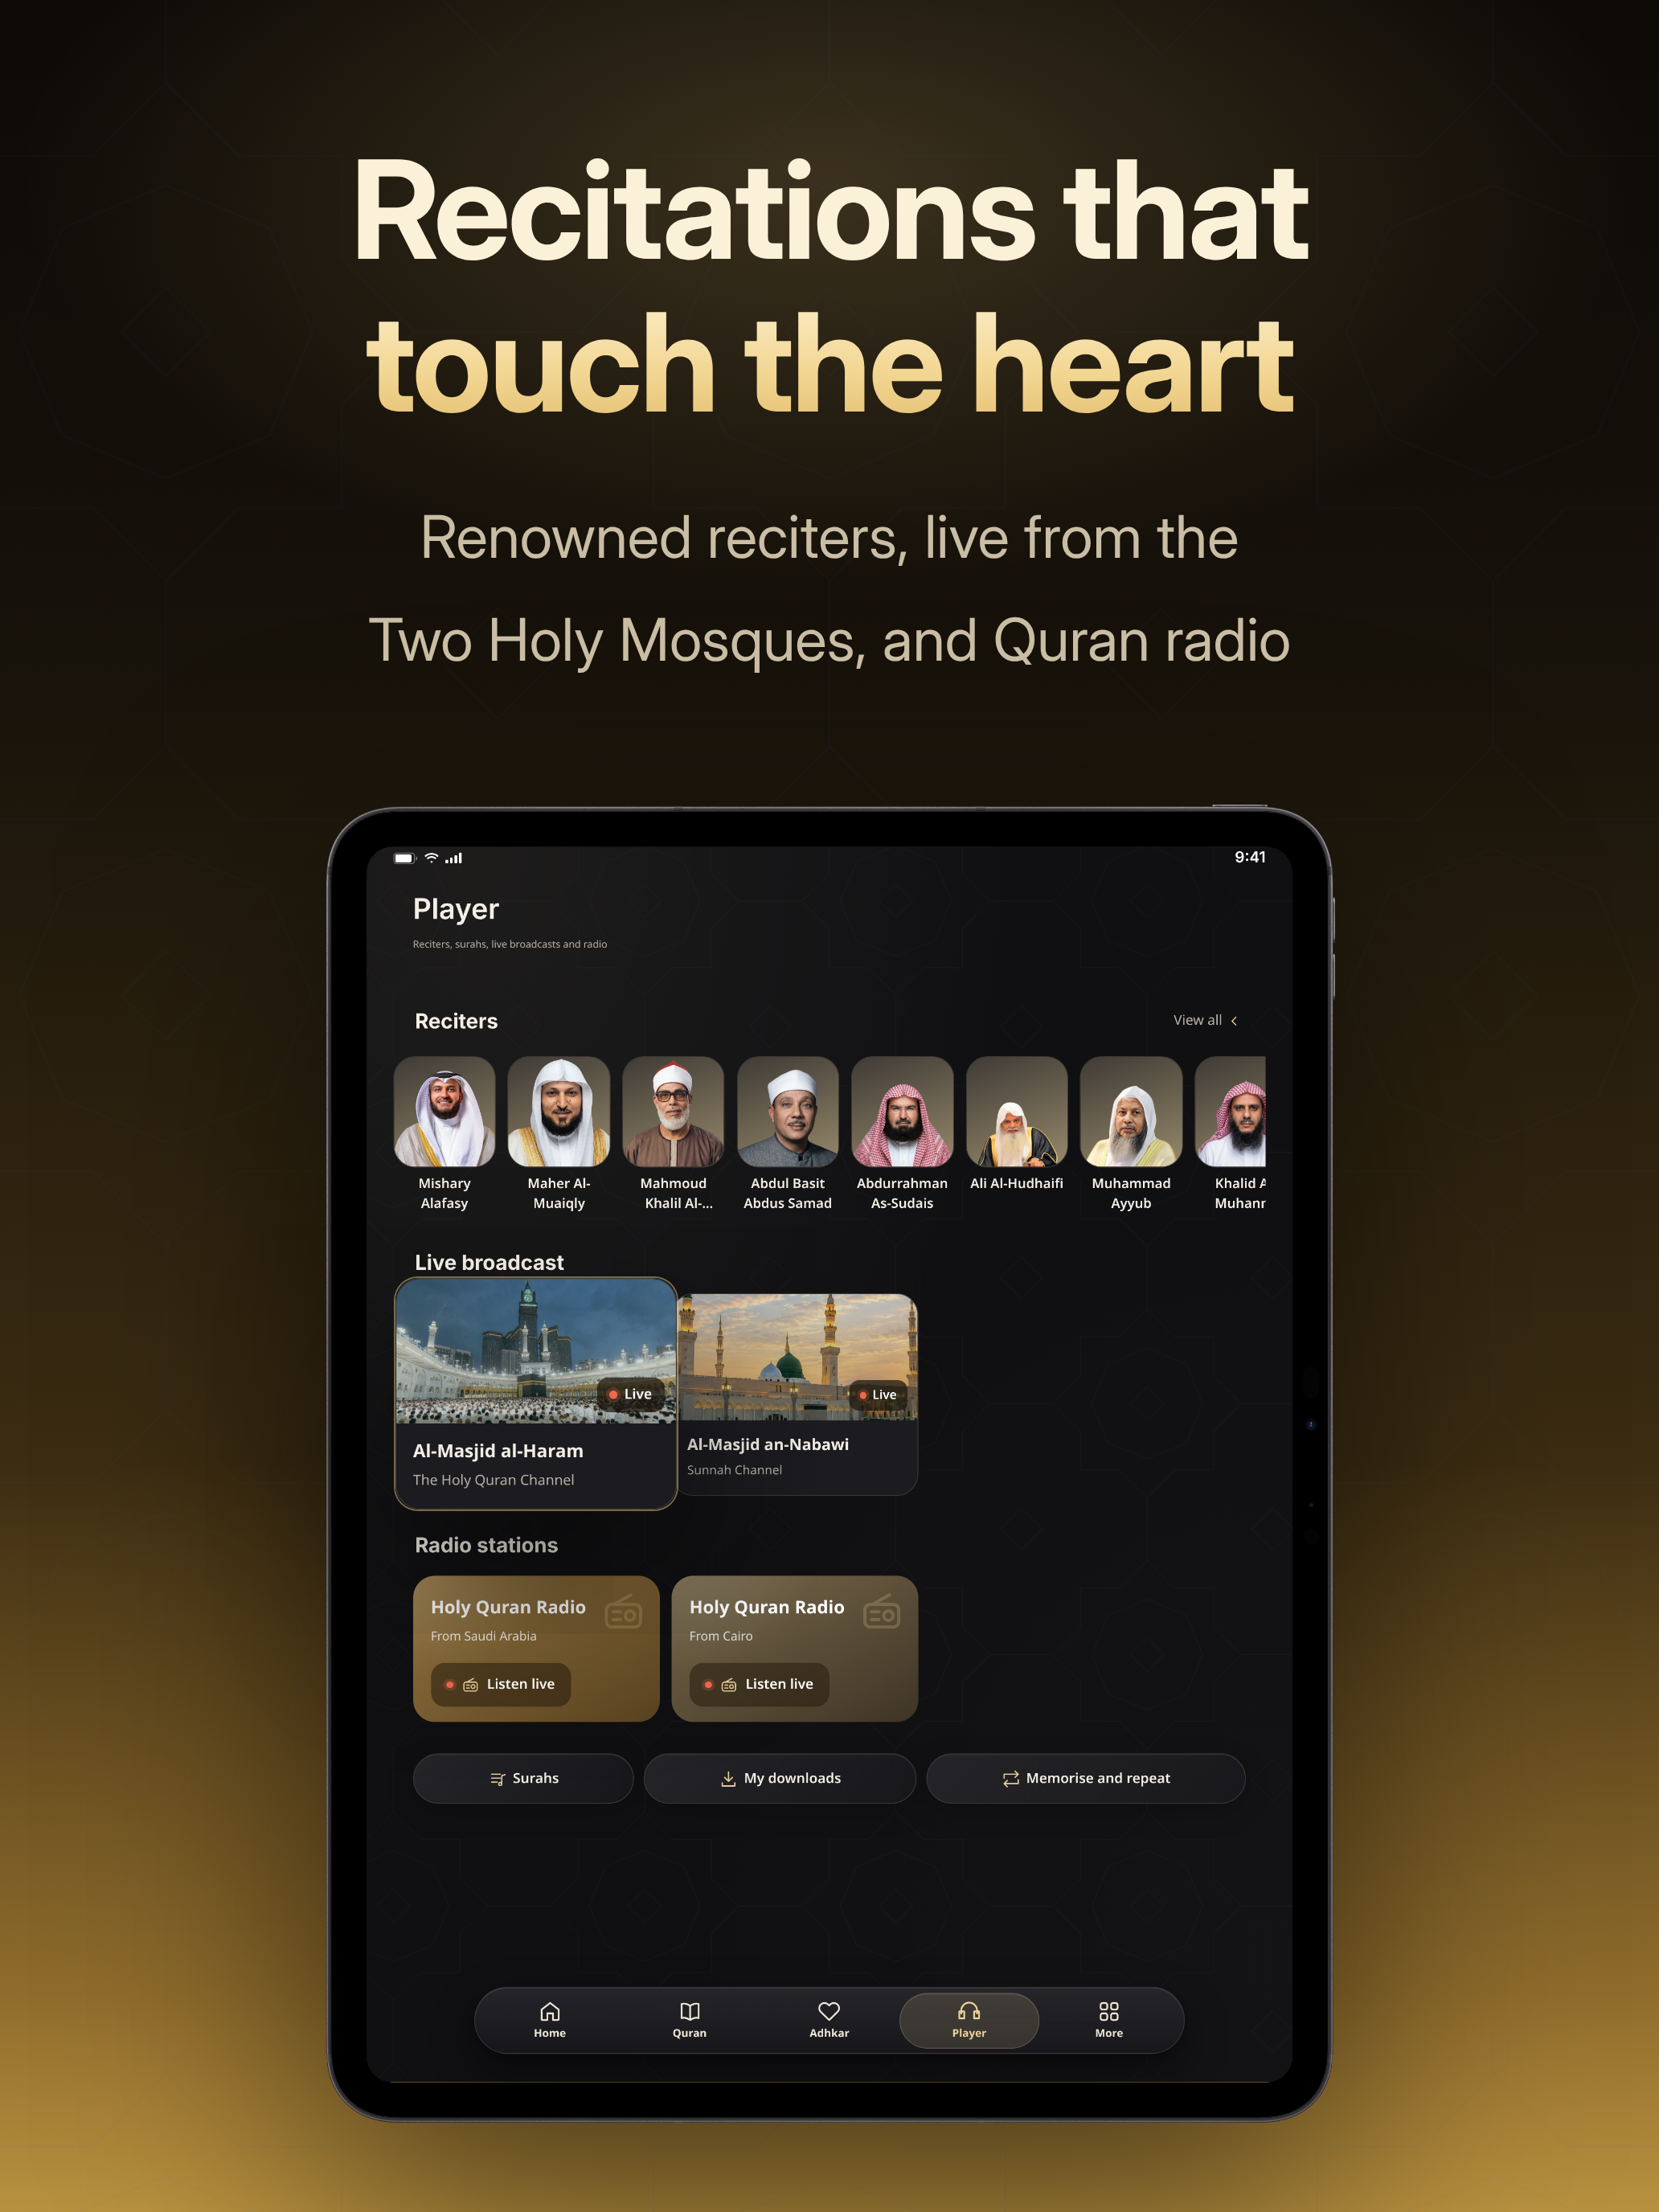 Recitations that
touch the heart
Renowned reciters, live from the
Two Holy Mosques, and Quran radio
9:41
Player
Reciters, surahs, live broadcasts and radio
Reciters
View all
Mishary
Alafasy
Maher Al-
Muaiqly
Mahmoud
Khalil Al-...
Abdul Basit
Abdus Samad
Abdurrahman
As-Sudais
Ali Al-Hudhaifi
Muhammad
Ayyub
Khalid A
Muhann
Live broadcast
Live
Live
Al-Masjid al-Haram
The Holy Quran Channel
Al-Masjid an-Nabawi
Sunnah Channel
Radio stations
Holy Quran Radio
From Saudi Arabia
Listen live
Holy Quran Radio
From Cairo
Listen live
Surahs
My downloads
Memorise and repeat
Home
Quran
Adhkar
Player
More